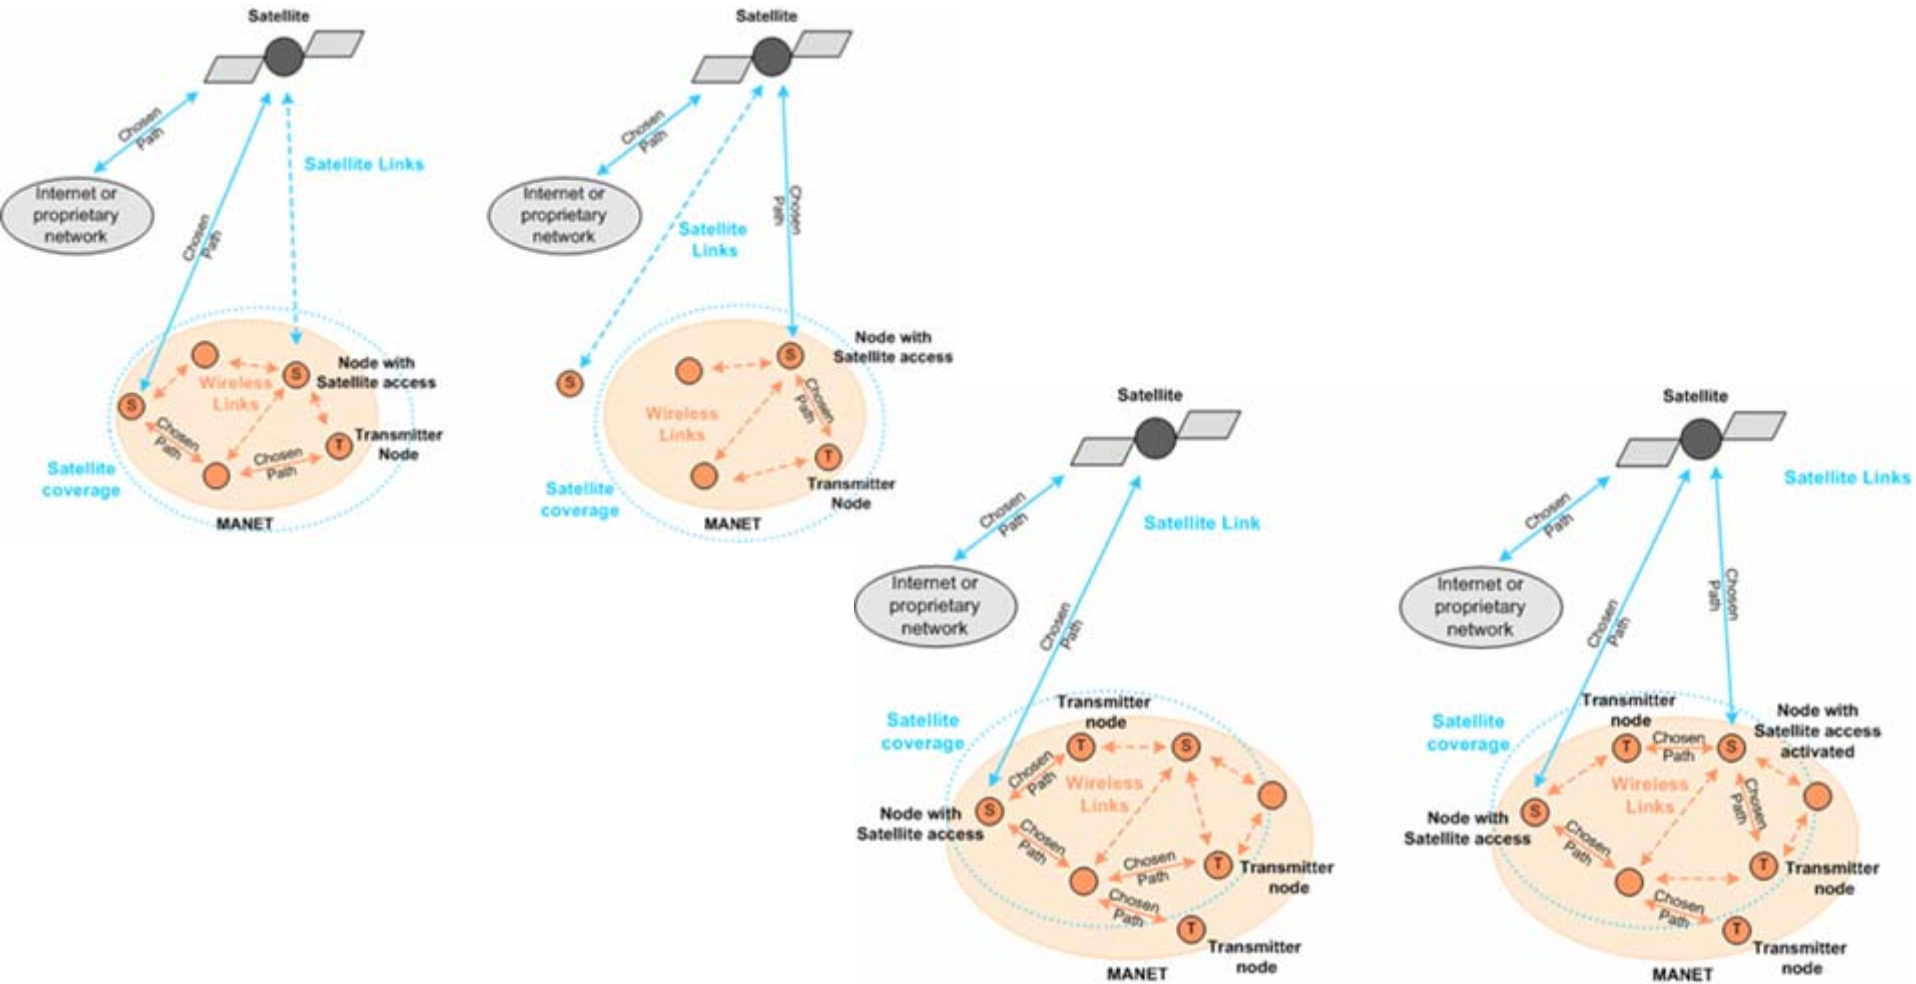 Satellite
Chosen
Path
Satellite Links
Internet or
proprietary
network
Chosen
Path
S
Wireless
Links
S
Node with
Satellite access
Chosen
Path
Chosen
Path
T
Transmitter
Node
Satellite
coverage
MANET
Satellite
Chosen
Path
Internet or
proprietary
network
Satellite
Links
Chosen
Path
S
S
Node with
Satellite access
Wireless
Links
Chosen
Path
T
Transmitter
Node
Satellite
coverage
MANET
Satellite
Chosen
Path
Satellite Link
Internet or
proprietary
network
Chosen
Path
Satellite
coverage
Transmitter
node
T
S
Chosen
Path
Wireless
Links
S
Node with
Satellite access
Chosen
Path
Chosen
Path
T
Transmitter
node
Chosen
Path
T
Transmitter
node
MANET
Satellite
Satellite Links
Chosen
Path
Internet or
proprietary
network
Chosen
Path
Chosen
Path
Satellite
coverage
Transmitter
node
T
Chosen
Path
S
Node with
Satellite access
activated
Wireless
Links
S
Node with
Satellite access
Chosen
Path
Chosen
Path
T
Transmitter
node
Chosen
Path
T
Transmitter
node
MANET